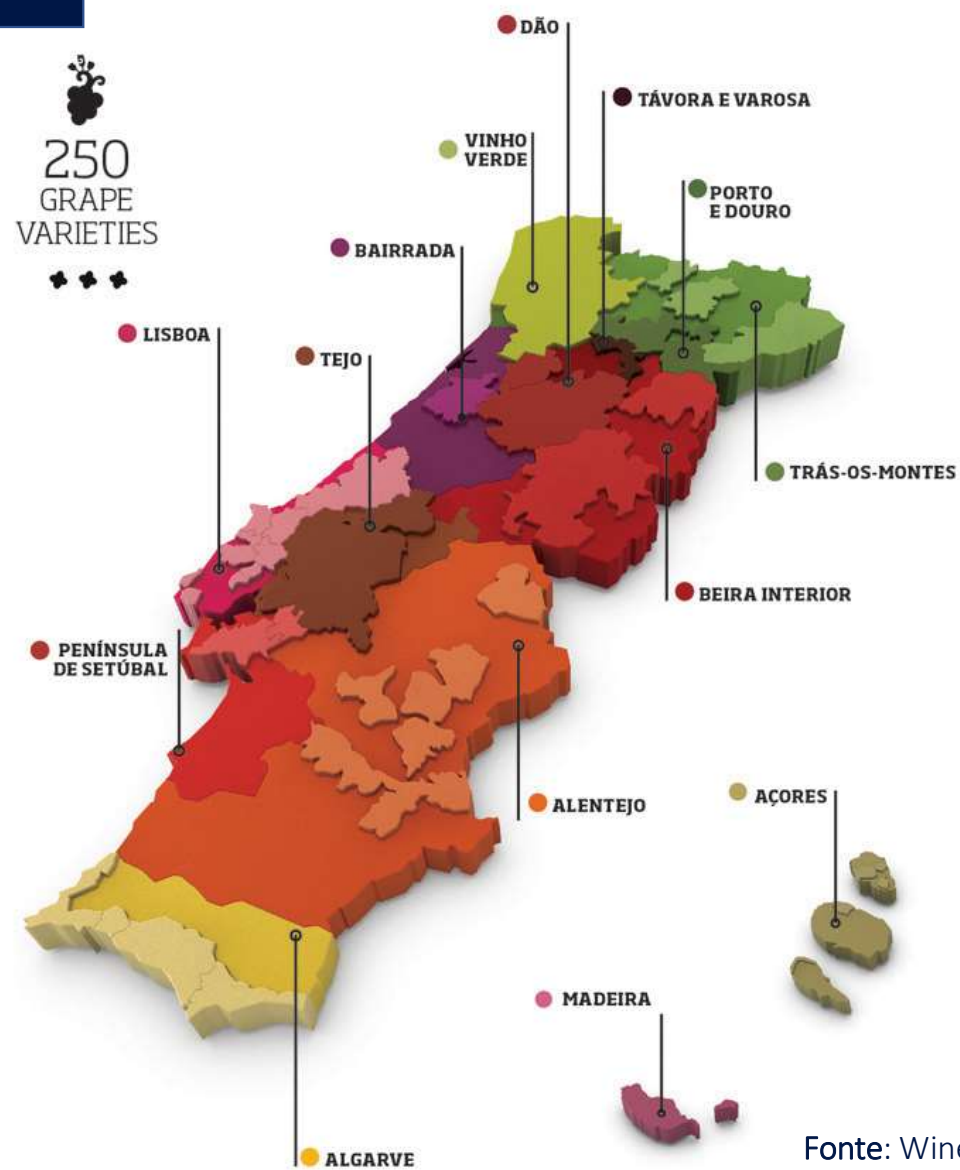 DÃO
TÁVORA E VAROSA
VINHO
VERDE
250
GRAPE
VARIETIES
PORTO
E DOURO
BAIRRADA
LISBOA
TEJO
TRÁS-OS-MONTES
BEIRA INTERIOR
PENÍNSULA
DE SETÚBAL
ALENTEJO
AÇORES
MADEIRA
Fonte: Wine
ALGARVE